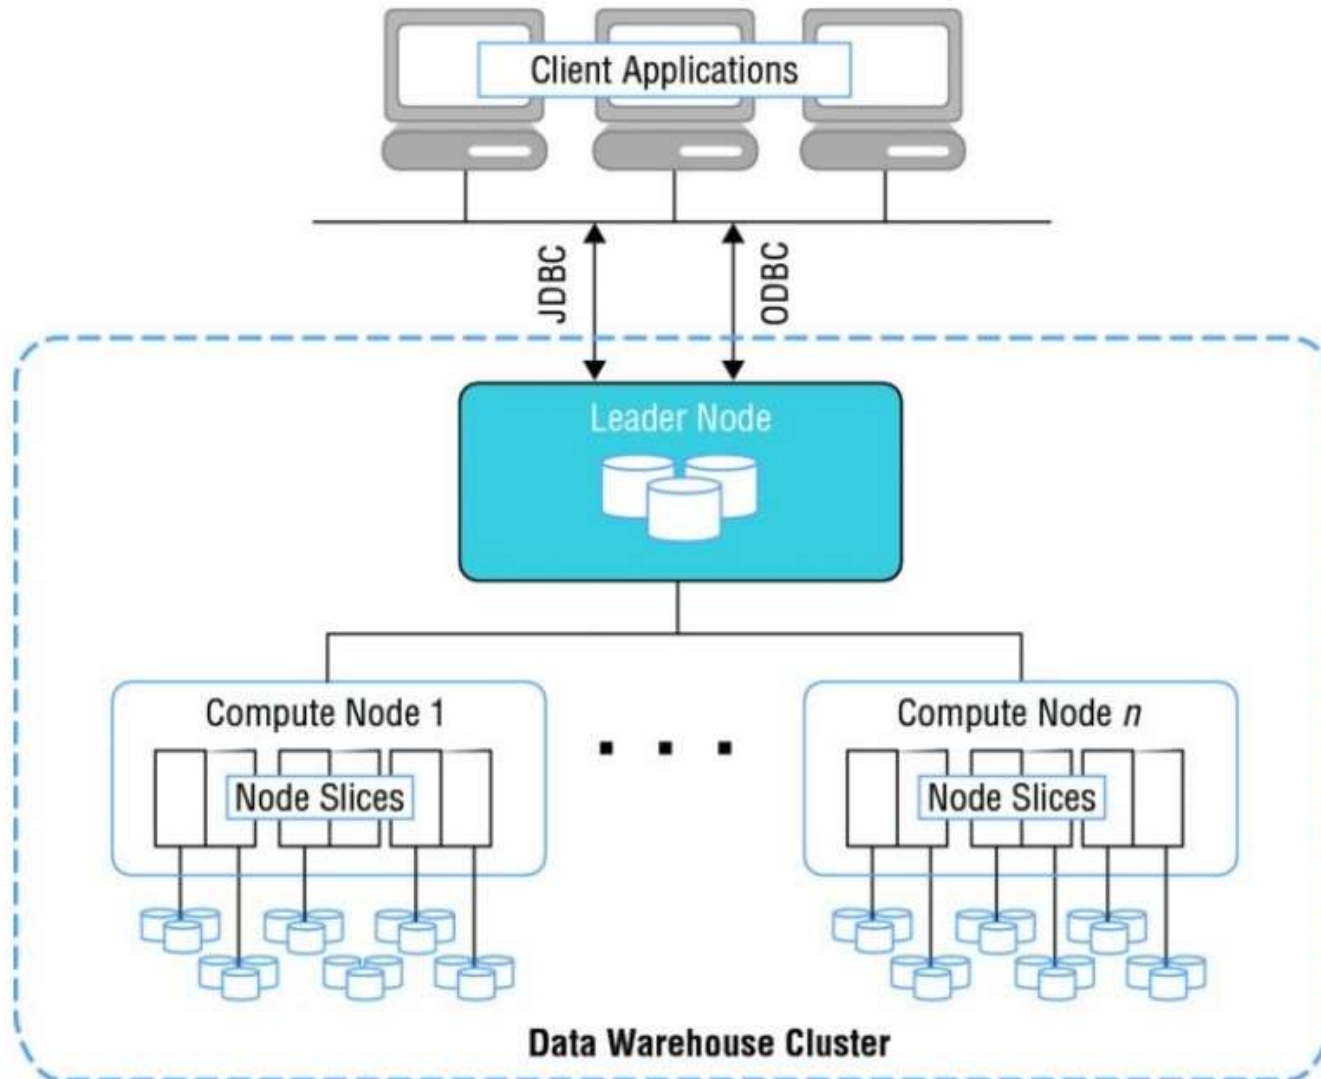 Client Applications
JDBC
ODBC
Leader Node
Compute Node 1
Node Slices
Compute Node n
Node Slices
Data Warehouse Cluster